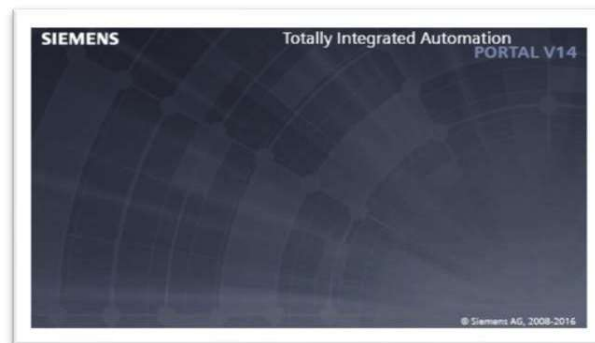 SIEMENS
Totally Integrated Automation
PORTAL V14
© Siemens AG, 2008-2016